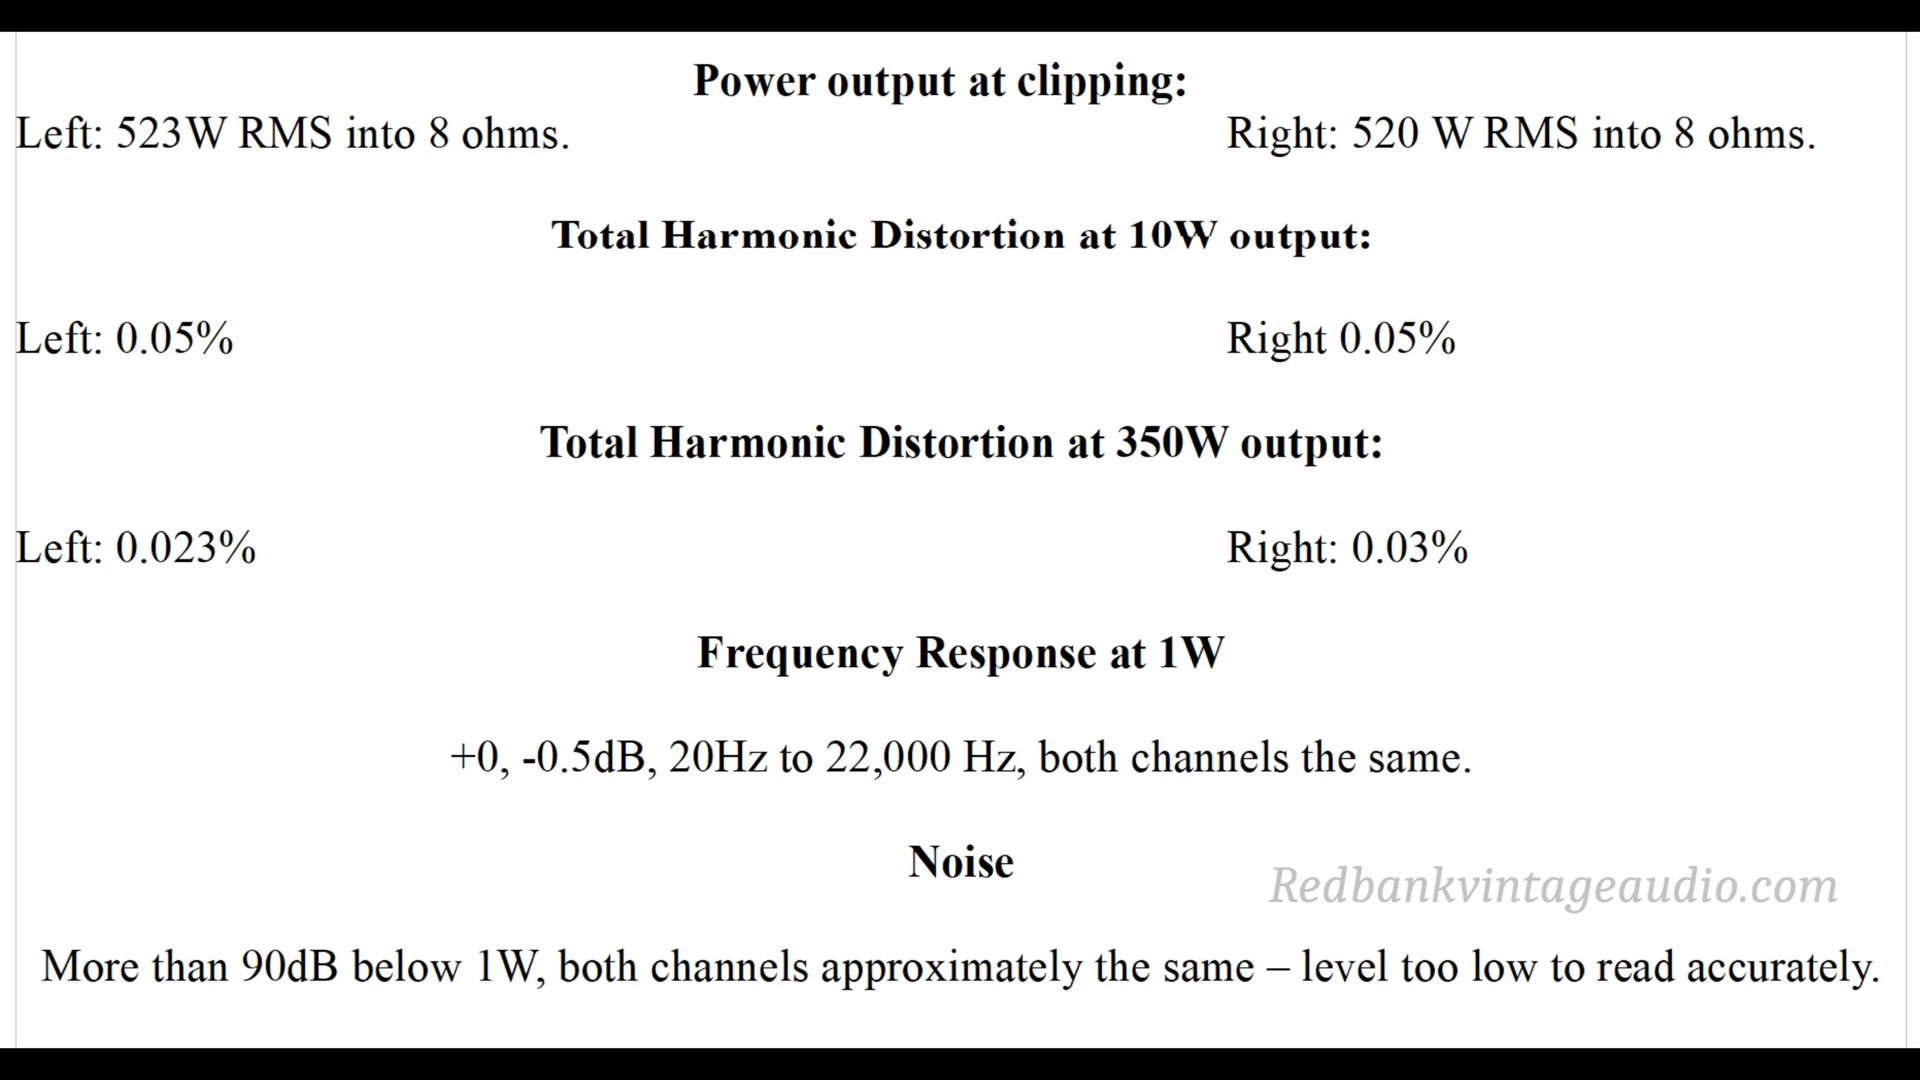 Power output at clipping:
Left: 523W RMS into 8 ohms. Right: 520 W RMS into 8 ohms.
Total Harmonic Distortion at 10W output:
Left: 0.05% Right 0.05%
Total Harmonic Distortion at 350W output:
Left: 0.023% Right: 0.03%
Frequency Response at 1W
+0, -0.5dB, 20Hz to 22,000 Hz, both channels the same.
Noise
Redbankvintageaudio.com
More than 90dB below 1W, both channels approximately the same – level too low to read accurately.